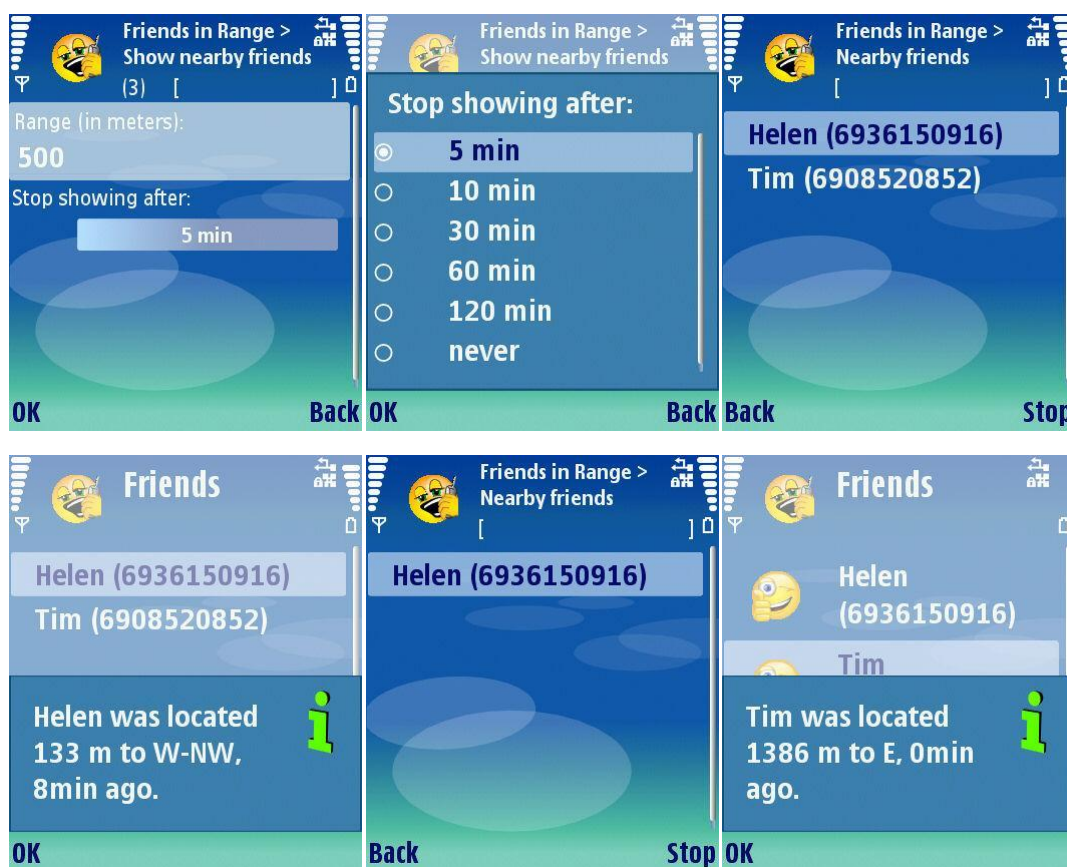 Friends in Range >
Show nearby friends
(3) [ ]
Range (in meters):
500
Stop showing after:
5 min
OK Back
Friends in Range >
Show nearby friends
Stop showing after:
5 min
10 min
30 min
60 min
120 min
never
OK Back
Friends in Range >
Nearby friends
[ ]
Helen (6936150916)
Tim (6908520852)
Back Stop
Friends
Helen (6936150916)
Tim (6908520852)
Helen was located
133 m to W-NW,
8min ago.
OK
Friends in Range >
Nearby friends
[ ]
Helen (6936150916)
Back Stop
Friends
Helen
(6936150916)
Tim
Tim was located
1386 m to E, 0min
ago.
OK